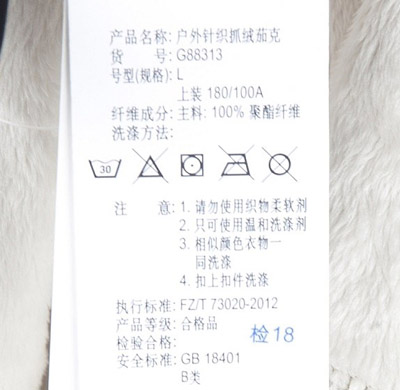 产品名称: 户外针织抓绒茄克
货 号: G88313
号型(规格): L
上装 180/100A
纤维成分: 主料: 100% 聚酯纤维
洗涤方法:
30
注 意: 1. 请勿使用织物柔软剂
2. 只可使用温和洗涤剂
3. 相似颜色衣物一
同洗涤
4. 扣上扣件洗涤
执行标准: FZ/T 73020-2012
产品等级: 合格品
检验合格: 检18
安全标准: GB 18401
B类